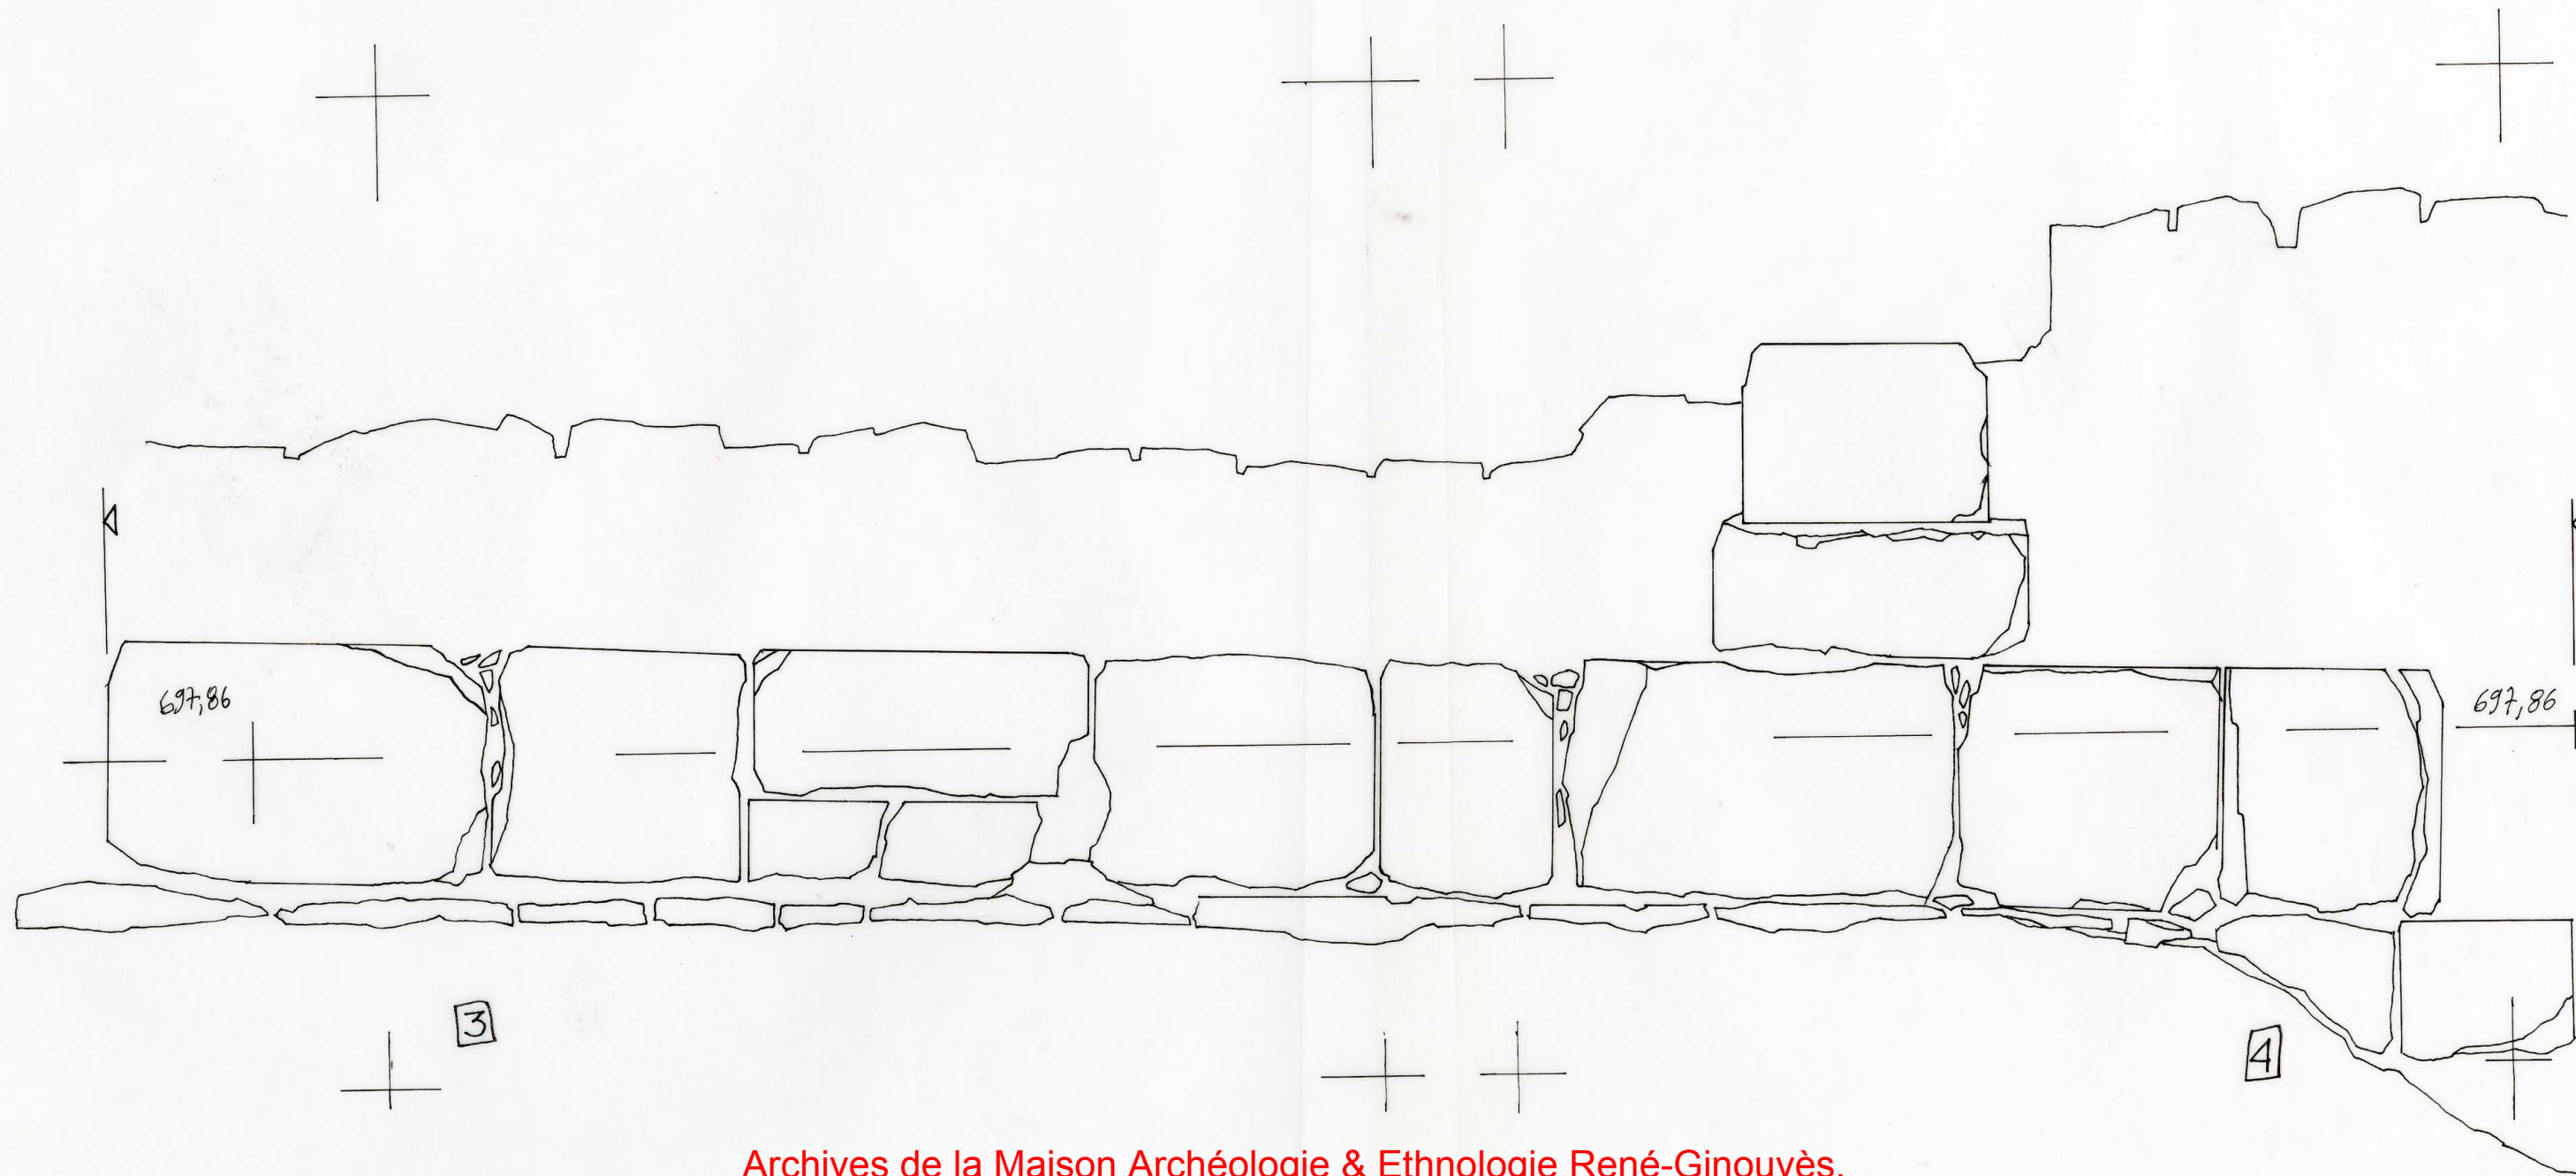 697,86
697,86
3
4
Archives de la Maison Archéologie & Ethnologie René-Ginouvès,